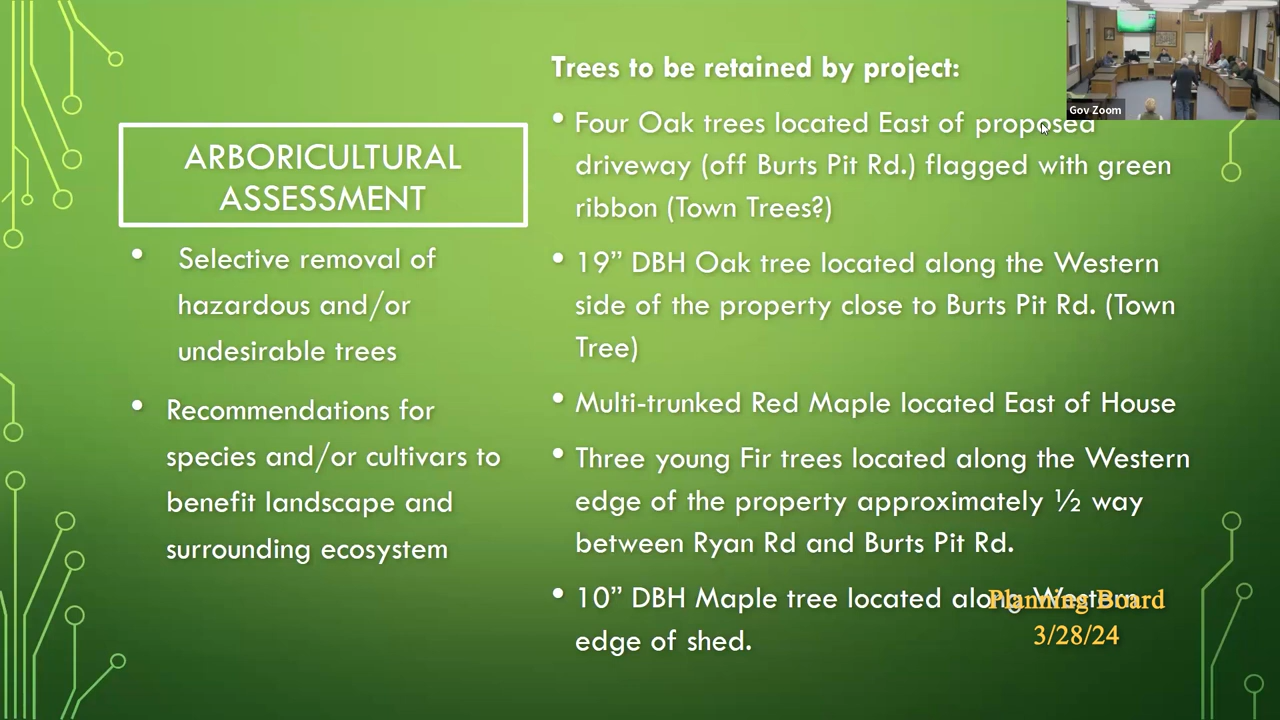 ARBORICULTURAL
ASSESSMENT
• Selective removal of
hazardous and/or
undesirable trees
• Recommendations for
species and/or cultivars to
benefit landscape and
surrounding ecosystem
Trees to be retained by project:
• Four Oak trees located East of proposed
driveway (off Burts Pit Rd.) flagged with green
ribbon (Town Trees?)
• 19” DBH Oak tree located along the Western
side of the property close to Burts Pit Rd. (Town
Tree)
• Multi-trunked Red Maple located East of House
• Three young Fir trees located along the Western
edge of the property approximately ½ way
between Ryan Rd and Burts Pit Rd.
• 10” DBH Maple tree located along Western
edge of shed.
Gov Zoom
Planning Board
3/28/24